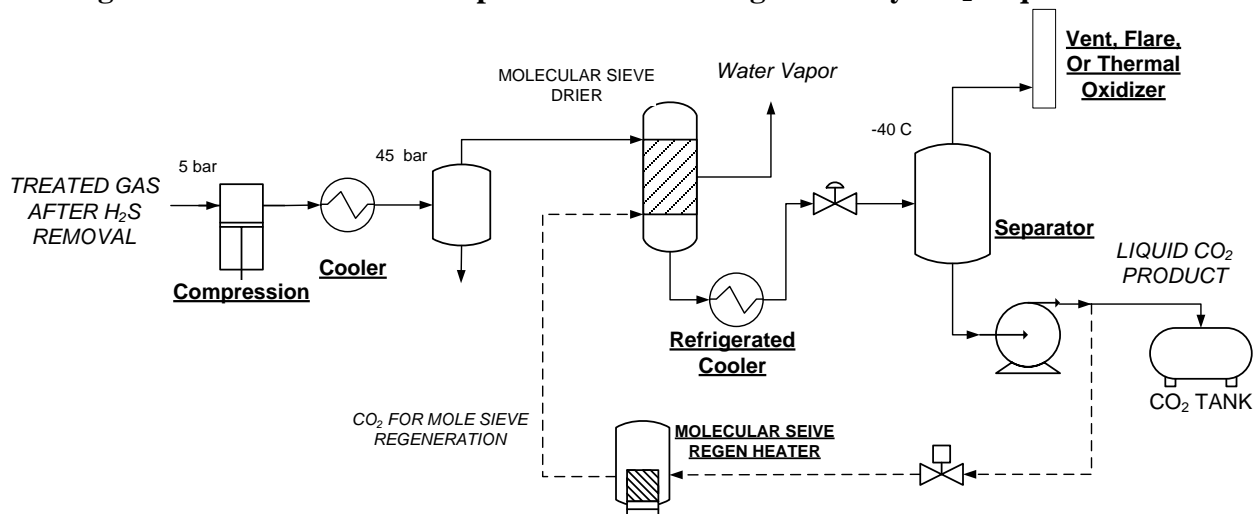 Vent, Flare,
Or Thermal
Oxidizer
Water Vapor
MOLECULAR SIEVE
DRIER
-40 C
45 bar
5 bar
TREATED GAS
AFTER H₂S
REMOVAL
Cooler
Compression
Separator
LIQUID CO₂
PRODUCT
Refrigerated
Cooler
CO₂ TANK
CO₂ FOR MOLE SIEVE
REGENERATION
MOLECULAR SEIVE
REGEN HEATER